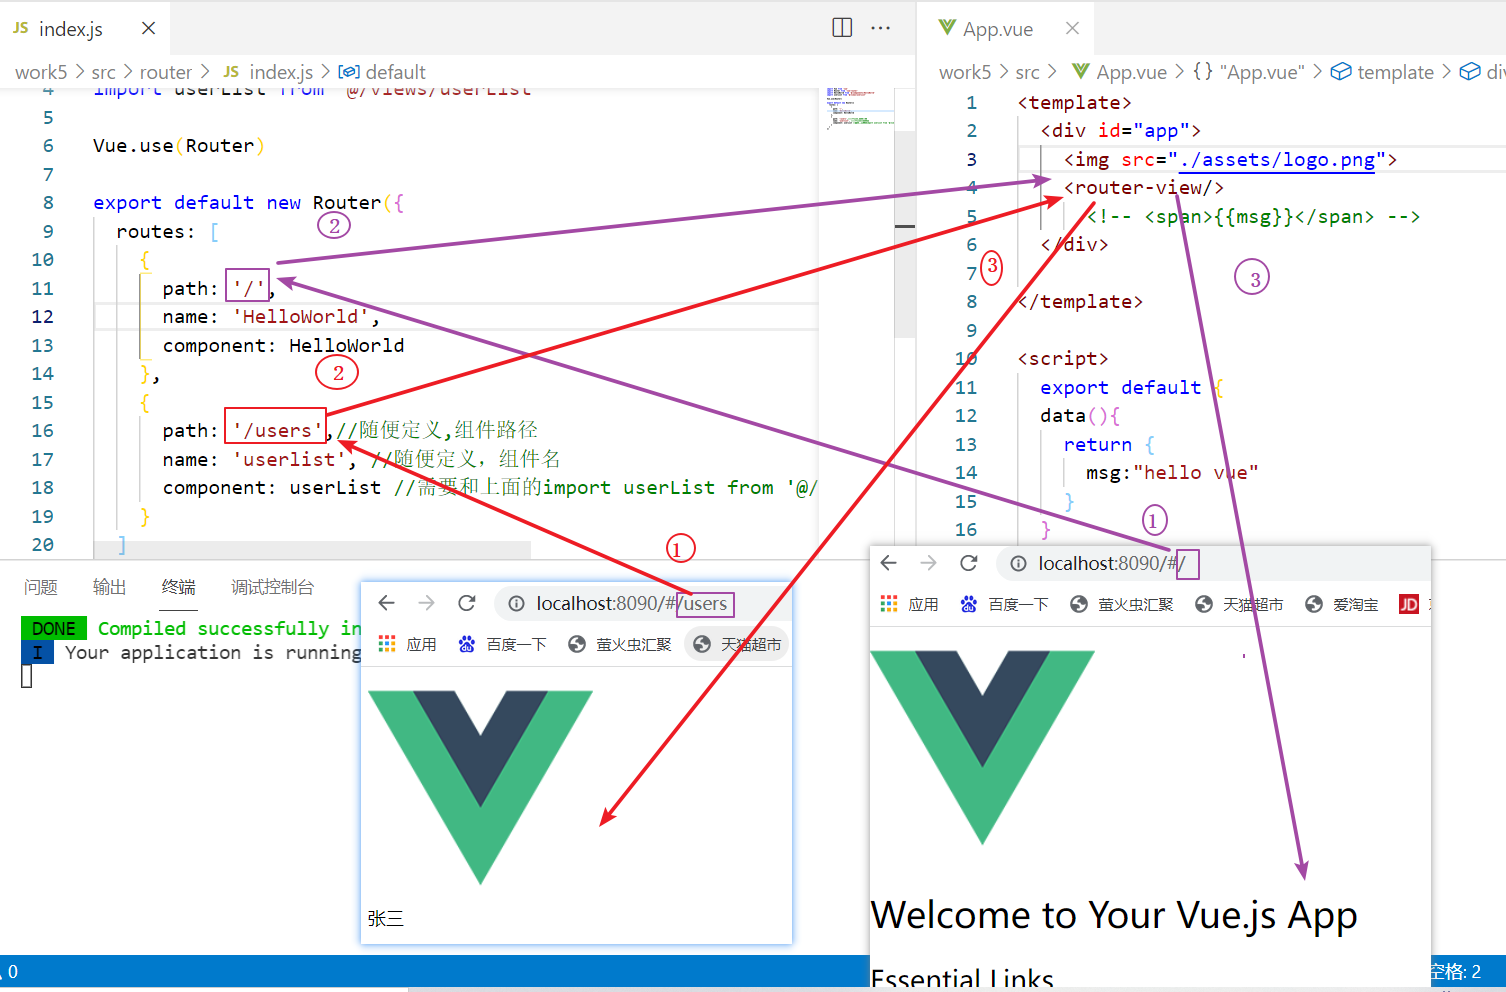 JS index.js
work5 > src > router > JS index.js > default
4 import userList from '@/views/userList'
5
6 Vue.use(Router)
7
8 export default new Router({
9 routes: [
②
10 {
11 path: '/',
12 name: 'HelloWorld',
13 component: HelloWorld
14 },
②
15 {
16 path: '/users',//随便定义,组件路径
17 name: 'userlist', //随便定义，组件名
18 component: userList //需要和上面的import userList from '@/
19 }
20 ]
①
App.vue
work5 > src > App.vue > {} "App.vue" > template > div
1 <template>
2 <div id="app">
3 <img src="./assets/logo.png">
4 <router-view/>
5 <!-- <span>{{msg}}</span> -->
6 </div>
③
③
7
8 </template>
9
10 <script>
11 export default {
12 data(){
13 return {
14 msg:"hello vue"
15 }
16 }
①
问题 输出 终端 调试控制台
DONE Compiled successfully in
I Your application is running
localhost:8090/#/users
应用 百度一下 萤火虫汇聚 天猫超市
张三
localhost:8090/#/
应用 百度一下 萤火虫汇聚 天猫超市 爱淘宝 JD
Welcome to Your Vue.js App
Essential Links
0
空格: 2